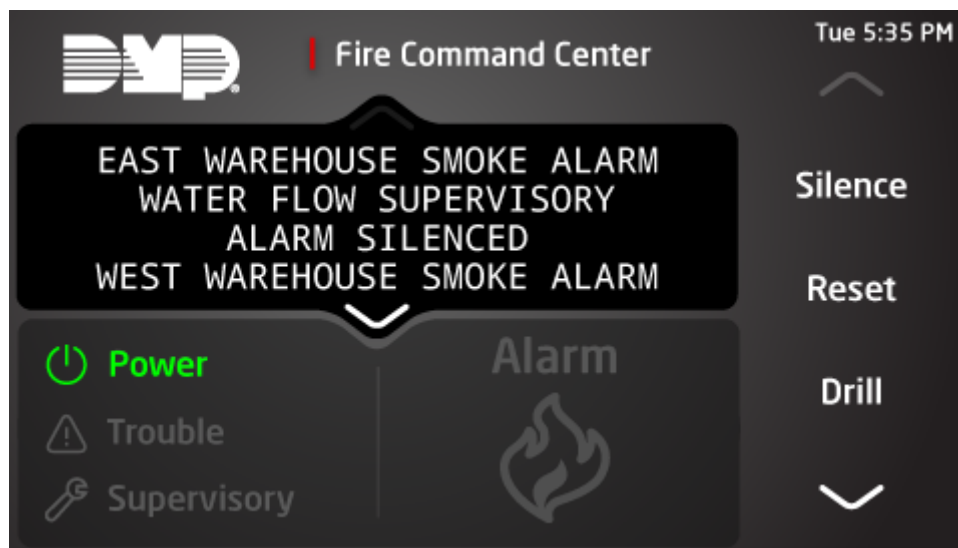 DMP
Fire Command Center
Tue 5:35 PM
EAST WAREHOUSE SMOKE ALARM
WATER FLOW SUPERVISORY
ALARM SILENCED
WEST WAREHOUSE SMOKE ALARM
Silence
Reset
Drill
Power
Trouble
Supervisory
Alarm